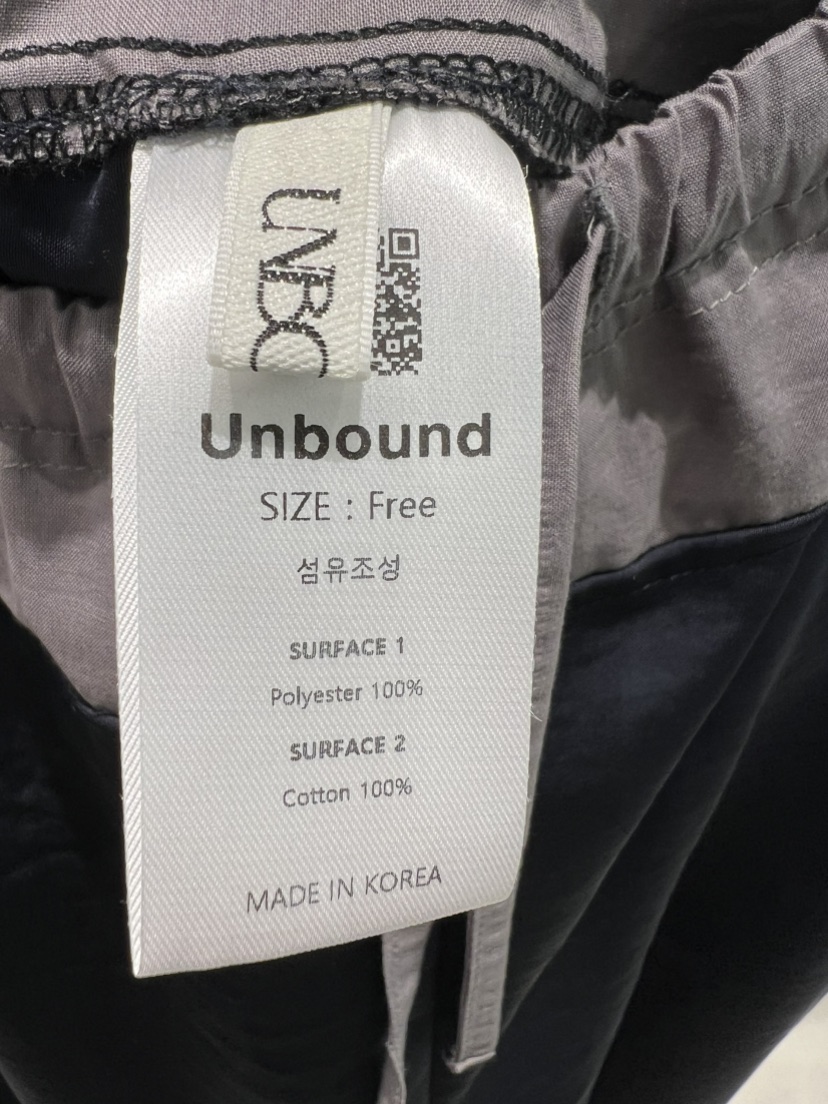 UNBC
Unbound
SIZE : Free
섬유조성
SURFACE 1
Polyester 100%
SURFACE 2
Cotton 100%
MADE IN KOREA